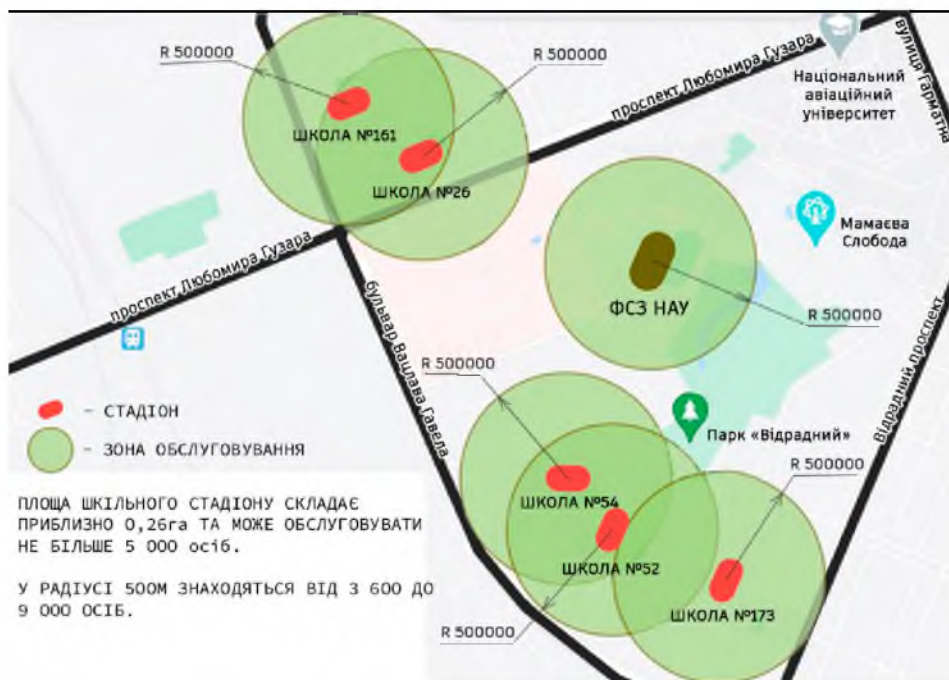 R 500000
R 500000
проспект Любомира Гузара
Національний
авіаційний
університет
вулиця Гарматна
ШКОЛА №161
ШКОЛА №26
Мамаєва
Слобода
проспект Любомира Гузара
ФСЗ НАУ
R 500000
бульвар Вацлава Гавела
R 500000
Відрадний проспект
- СТАДІОН
Парк «Відрадний»
- ЗОНА ОБСЛУГОВУВАННЯ
R 500000
ШКОЛА №54
ПЛОЩА ШКІЛЬНОГО СТАДІОНУ СКЛАДАЄ
ПРИБЛИЗНО 0,26га ТА МОЖЕ ОБСЛУГОВУВАТИ
НЕ БІЛЬШЕ 5 000 осіб.
ШКОЛА №52
У РАДІУСІ 500М ЗНАХОДЯТЬСЯ ВІД 3 600 ДО
9 000 ОСІБ.
ШКОЛА №173
R 500000